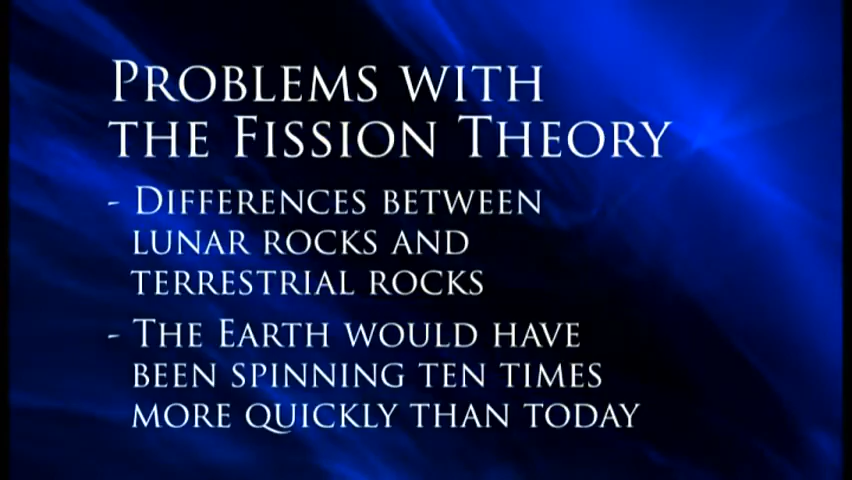 Problems with
the Fission Theory
- Differences between
lunar rocks and
terrestrial rocks
- The Earth would have
been spinning ten times
more quickly than today